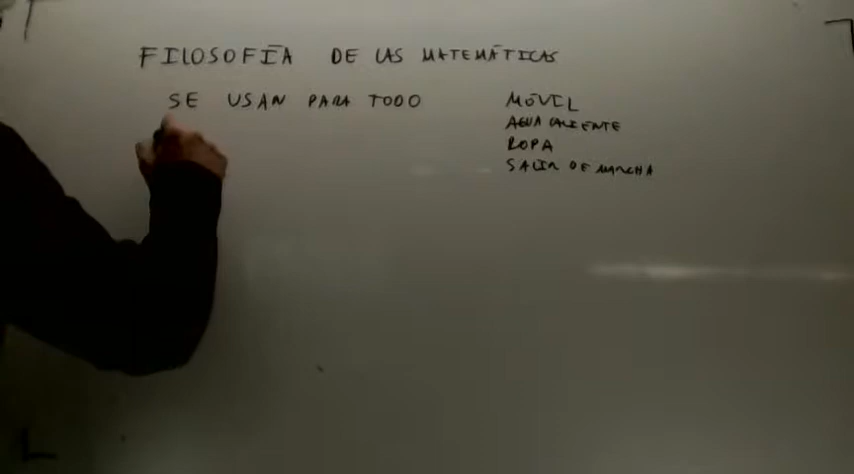 FILOSOFÍA DE LAS MATEMÁTICAS
SE USAN PARA TODO
MÓVIL
AGUA CALIENTE
ROPA
SALIR DE MARCHA